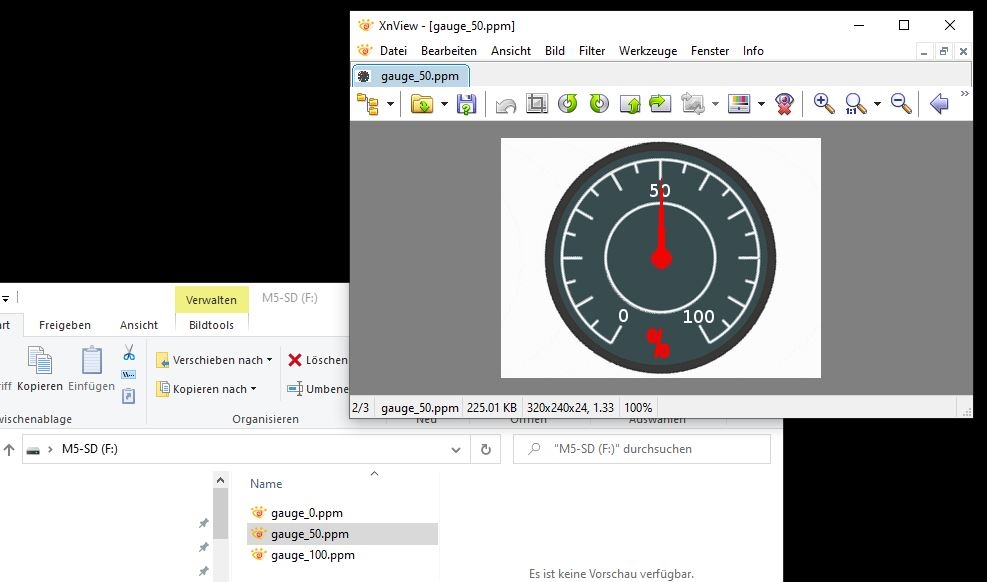 XnView - [gauge_50.ppm]
Datei Bearbeiten Ansicht Bild Filter Werkzeuge Fenster Info
gauge_50.ppm
1:1
50
0 100
%
2/3 gauge_50.ppm 225.01 KB 320x240x24, 1.33 100%
Verwalten M5-SD (F:)
rt Freigeben Ansicht Bildtools
Verschieben nach Löschen
iff Kopieren Einfügen Kopieren nach Umbene
vischenablage Organisieren Neu Öffnen Auswählen
M5-SD (F:) "M5-SD (F:)" durchsuchen
Name
gauge_0.ppm
gauge_50.ppm
gauge_100.ppm
Es ist keine Vorschau verfügbar.